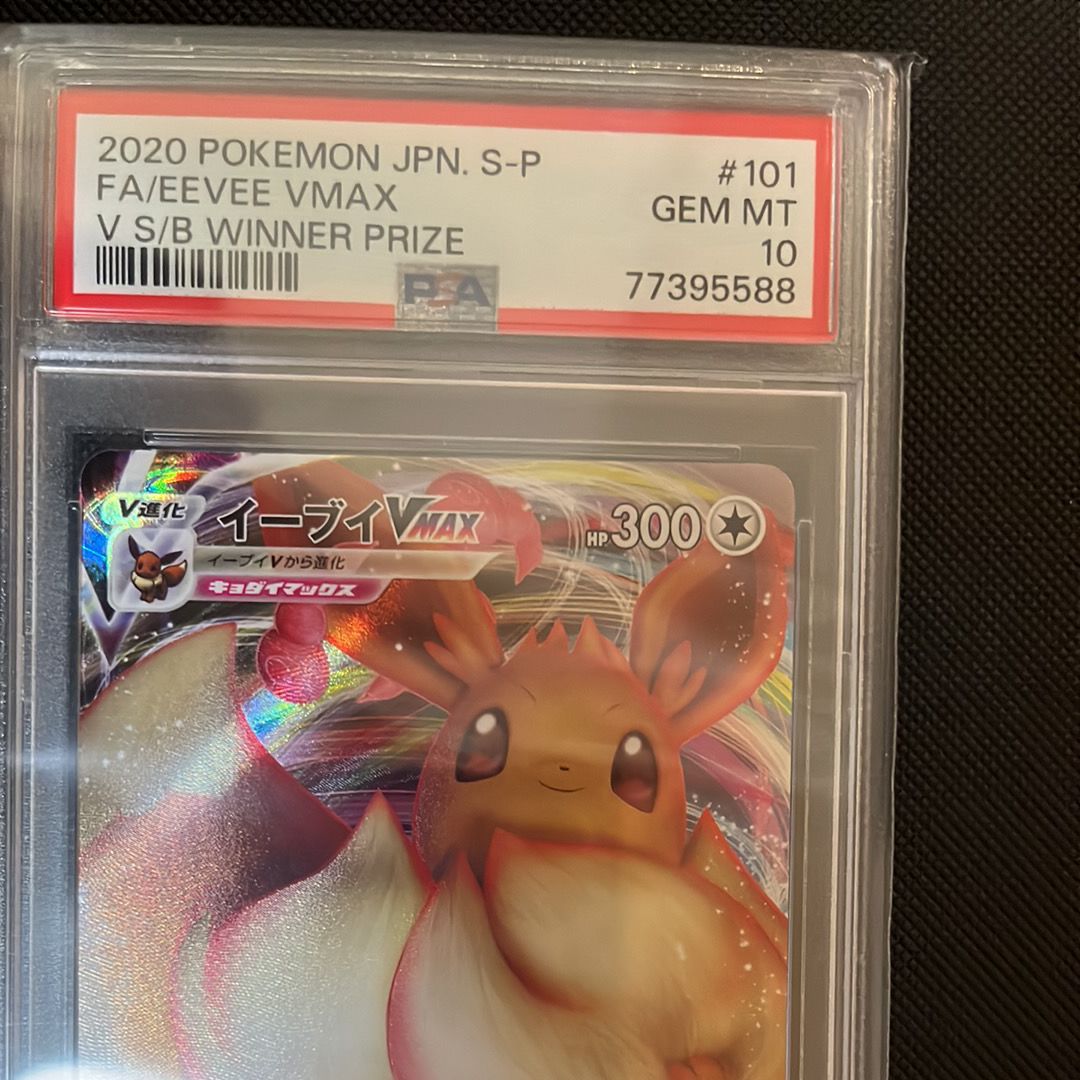 2020 POKEMON JPN. S-P
FA/EEVEE VMAX
V S/B WINNER PRIZE
#101
GEM MT
10
77395588
PSA
V進化
イーブイVMAX
HP300
イーブイVから進化
キョダイマックス